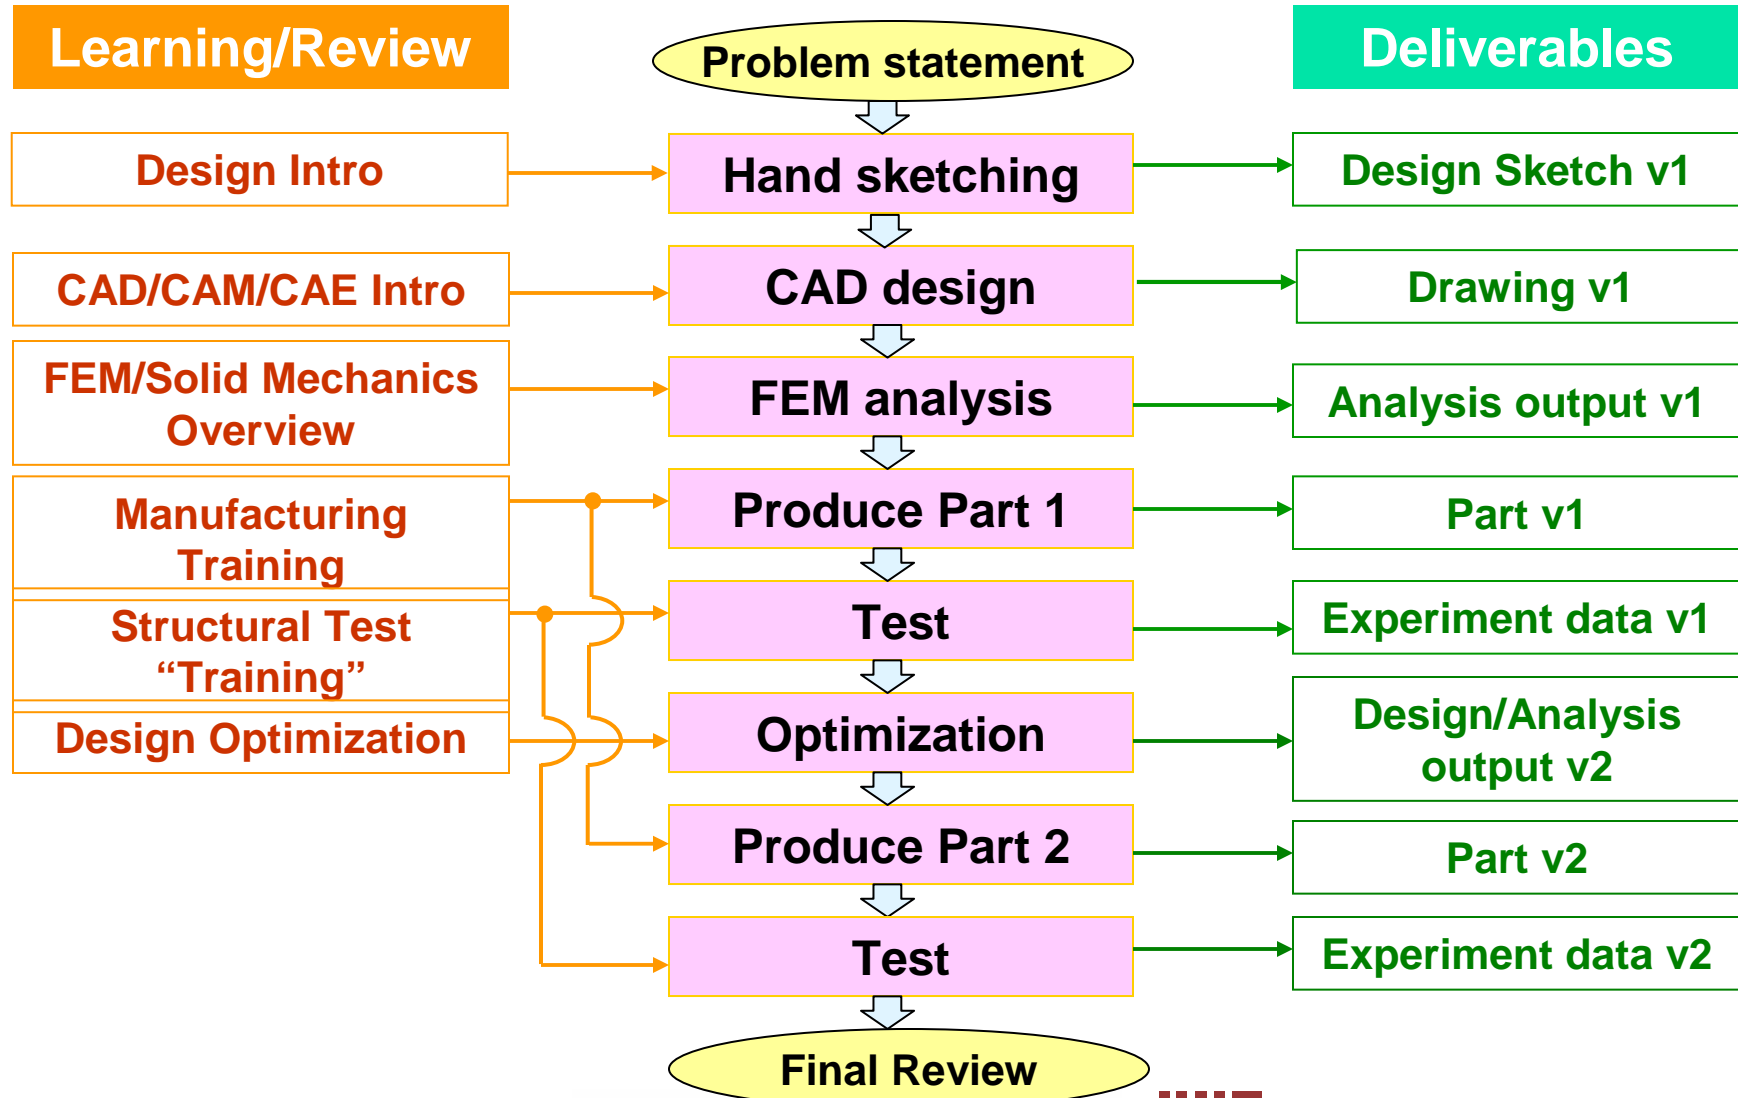 Learning/Review
Problem statement
Deliverables
Design Intro
Hand sketching
Design Sketch v1
CAD/CAM/CAE Intro
CAD design
Drawing v1
FEM/Solid Mechanics
Overview
FEM analysis
Analysis output v1
Manufacturing
Training
Produce Part 1
Part v1
Structural Test
“Training”
Test
Experiment data v1
Design Optimization
Optimization
Design/Analysis
output v2
Produce Part 2
Part v2
Test
Experiment data v2
Final Review